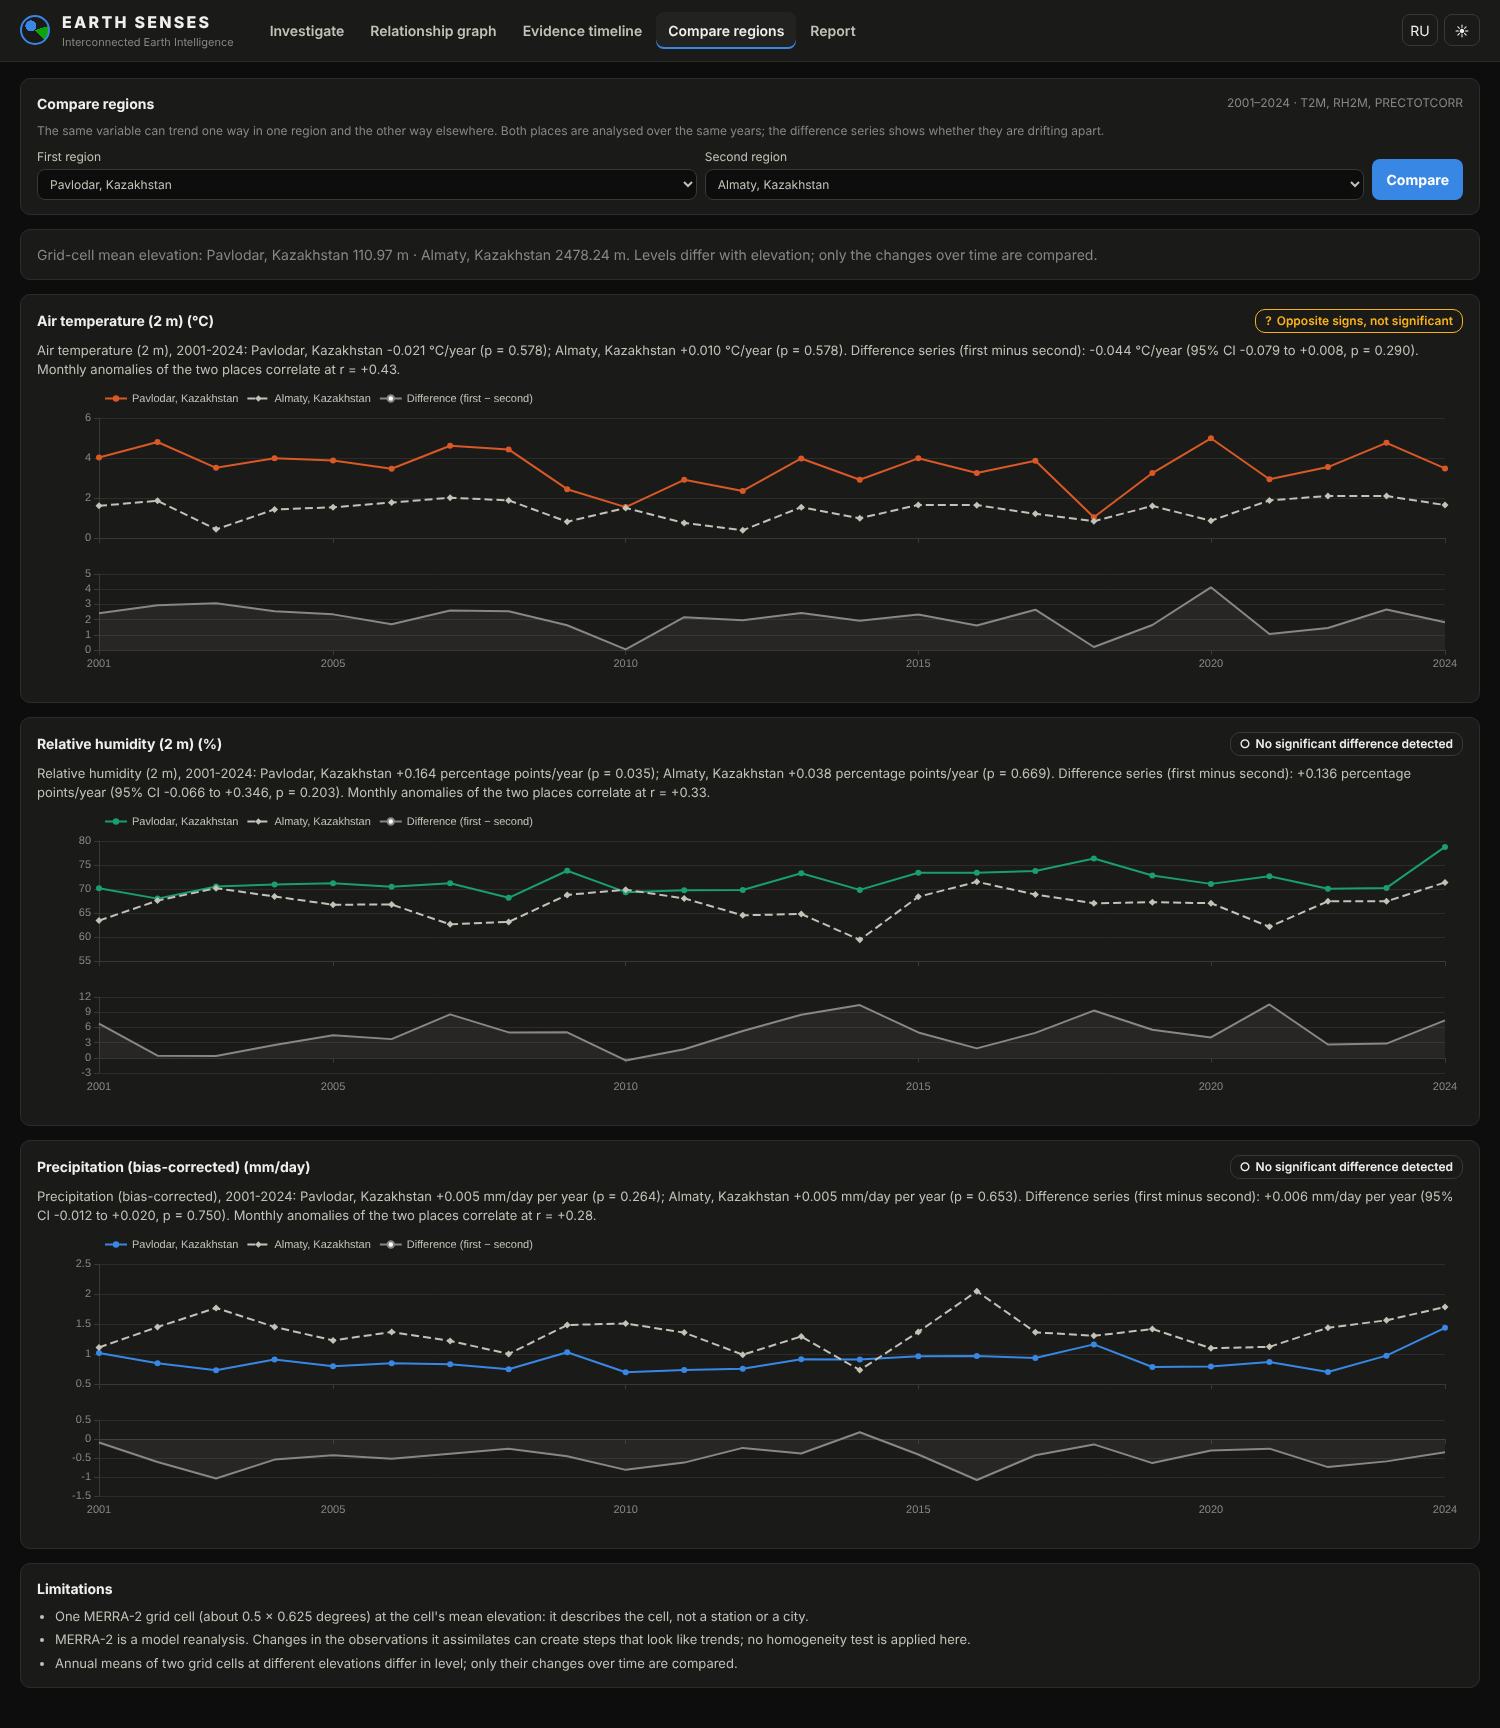 EARTH SENSES
Interconnected Earth Intelligence
Investigate
Relationship graph
Evidence timeline
Compare regions
Report
RU
Compare regions
2001–2024 · T2M, RH2M, PRECTOTCORR
The same variable can trend one way in one region and the other way elsewhere. Both places are analysed over the same years; the difference series shows whether they are drifting apart.
First region
Second region
Pavlodar, Kazakhstan
Almaty, Kazakhstan
Compare
Grid-cell mean elevation: Pavlodar, Kazakhstan 110.97 m · Almaty, Kazakhstan 2478.24 m. Levels differ with elevation; only the changes over time are compared.
Air temperature (2 m) (°C)
? Opposite signs, not significant
Air temperature (2 m), 2001-2024: Pavlodar, Kazakhstan -0.021 °C/year (p = 0.578); Almaty, Kazakhstan +0.010 °C/year (p = 0.578). Difference series (first minus second): -0.044 °C/year (95% CI -0.079 to +0.008, p = 0.290).
Monthly anomalies of the two places correlate at r = +0.43.
Pavlodar, Kazakhstan
Almaty, Kazakhstan
Difference (first − second)
6
4
2
0
5
4
3
2
1
0
2001
2005
2010
2015
2020
2024
Relative humidity (2 m) (%)
No significant difference detected
Relative humidity (2 m), 2001-2024: Pavlodar, Kazakhstan +0.164 percentage points/year (p = 0.035); Almaty, Kazakhstan +0.038 percentage points/year (p = 0.669). Difference series (first minus second): +0.136 percentage
points/year (95% CI -0.066 to +0.346, p = 0.203). Monthly anomalies of the two places correlate at r = +0.33.
Pavlodar, Kazakhstan
Almaty, Kazakhstan
Difference (first − second)
80
75
70
65
60
55
12
9
6
3
0
-3
2001
2005
2010
2015
2020
2024
Precipitation (bias-corrected) (mm/day)
No significant difference detected
Precipitation (bias-corrected), 2001-2024: Pavlodar, Kazakhstan +0.005 mm/day per year (p = 0.264); Almaty, Kazakhstan +0.005 mm/day per year (p = 0.653). Difference series (first minus second): +0.006 mm/day per year (95%
CI -0.012 to +0.020, p = 0.750). Monthly anomalies of the two places correlate at r = +0.28.
Pavlodar, Kazakhstan
Almaty, Kazakhstan
Difference (first − second)
2.5
2
1.5
1
0.5
0.5
0
-0.5
-1
-1.5
2001
2005
2010
2015
2020
2024
Limitations
• One MERRA-2 grid cell (about 0.5 × 0.625 degrees) at the cell's mean elevation: it describes the cell, not a station or a city.
• MERRA-2 is a model reanalysis. Changes in the observations it assimilates can create steps that look like trends; no homogeneity test is applied here.
• Annual means of two grid cells at different elevations differ in level; only their changes over time are compared.